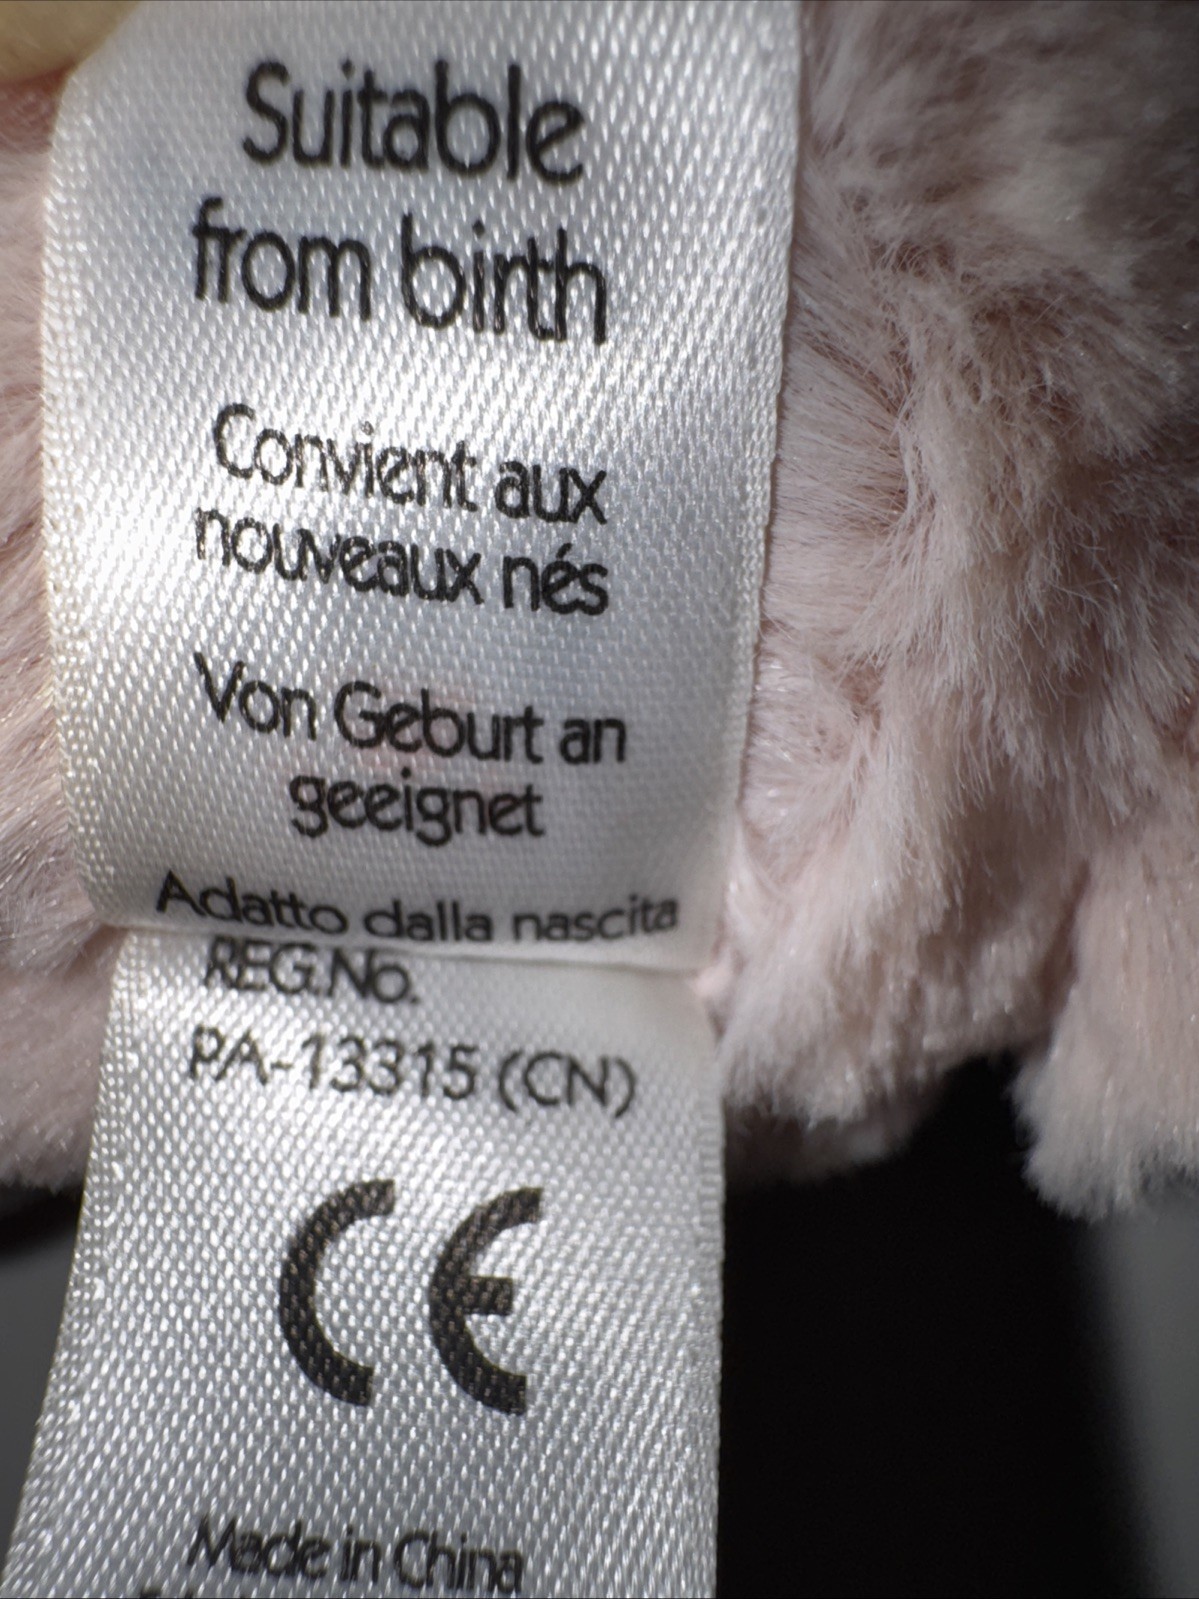 Suitable
from birth
Convient aux
nouveaux nés
Von Geburt an
geeignet
Adatto dalla nascita
REG.No.
PA-13315 (CN)
CE
Made in China